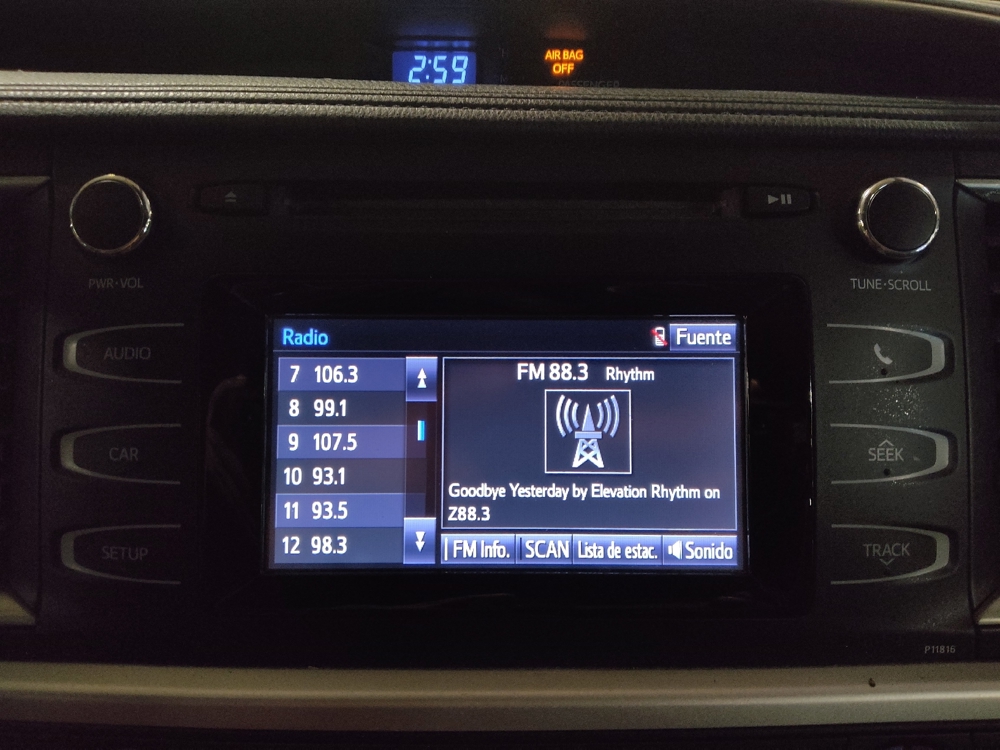 2:59
AIR BAG
OFF
PASSENGER
PWR•VOL
TUNE•SCROLL
AUDIO
CAR
SETUP
SEEK
TRACK
Radio
Fuente
7 106.3
8 99.1
9 107.5
10 93.1
11 93.5
12 98.3
FM 88.3 Rhythm
Goodbye Yesterday by Elevation Rhythm on
Z88.3
FM Info.
SCAN
Lista de estac.
Sonido
P11816